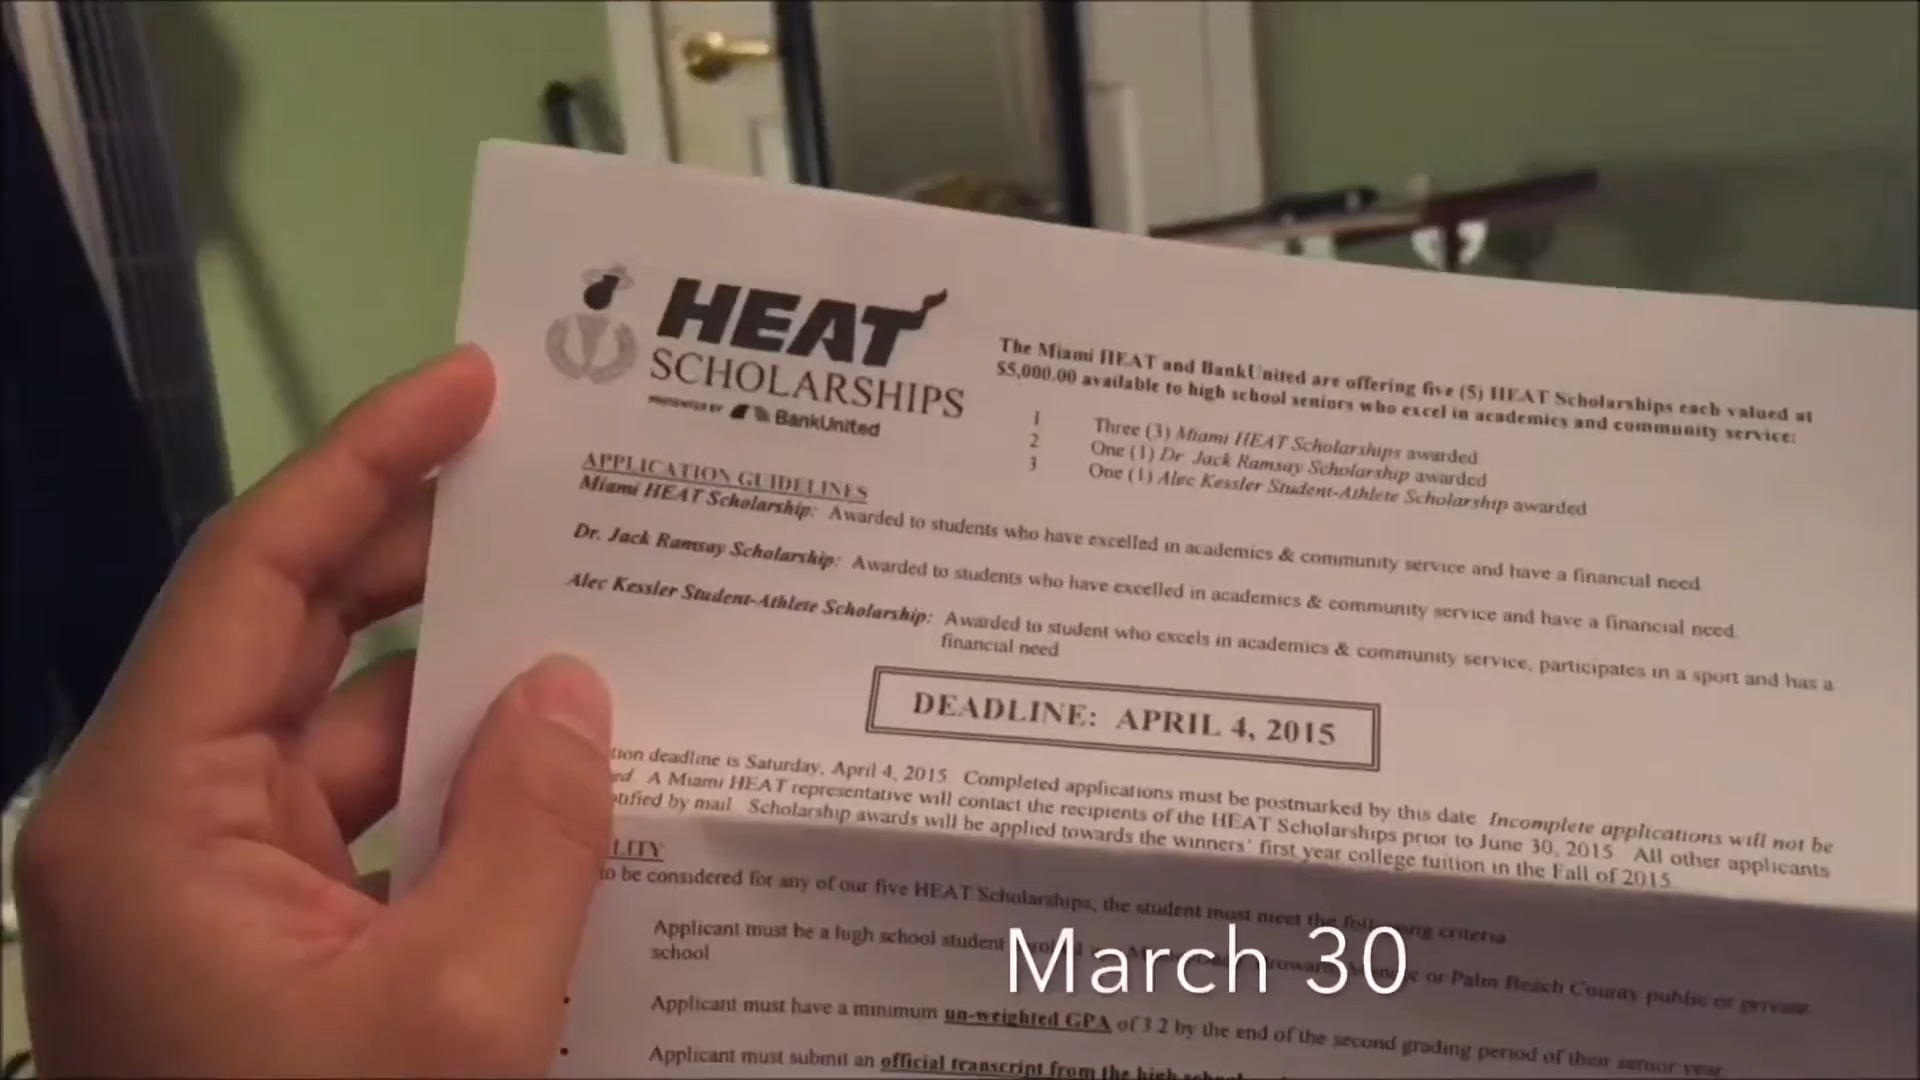 HEAT
SCHOLARSHIPS
PRESENTED BY BankUnited
The Miami HEAT and BankUnited are offering five (5) HEAT Scholarships each valued at
$5,000.00 available to high school seniors who excel in academics and community service:
1 Three (3) Miami HEAT Scholarships awarded
2 One (1) Dr Jack Ramsay Scholarship awarded
3 One (1) Alec Kessler Student-Athlete Scholarship awarded
APPLICATION GUIDELINES
Miami HEAT Scholarship: Awarded to students who have excelled in academics & community service and have a financial need
Dr. Jack Ramsay Scholarship: Awarded to students who have excelled in academics & community service and have a financial need.
Alec Kessler Student-Athlete Scholarship: Awarded to student who excels in academics & community service, participates in a sport and has a
financial need
DEADLINE: APRIL 4, 2015
deadline is Saturday, April 4, 2015 Completed applications must be postmarked by this date Incomplete applications will not be
A Miami HEAT representative will contact the recipients of the HEAT Scholarships prior to June 30, 2015 All other applicants
by mail Scholarship awards will be applied towards the winners' first year college tuition in the Fall of 2015
LITY
to be considered for any of our five HEAT Scholarships, the student must meet the following criteria
Applicant must be a high school student or Palm Beach County public or private
school
March 30
• Applicant must have a minimum un-weighted GPA of 3.2 by the end of the second grading period of their senior year
• Applicant must submit an official transcript from the high school